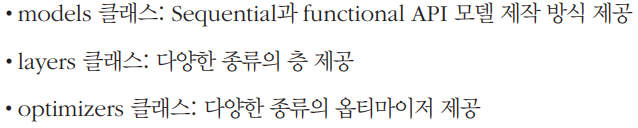 • models 클래스: Sequential과 functional API 모델 제작 방식 제공
• layers 클래스: 다양한 종류의 층 제공
• optimizers 클래스: 다양한 종류의 옵티마이저 제공